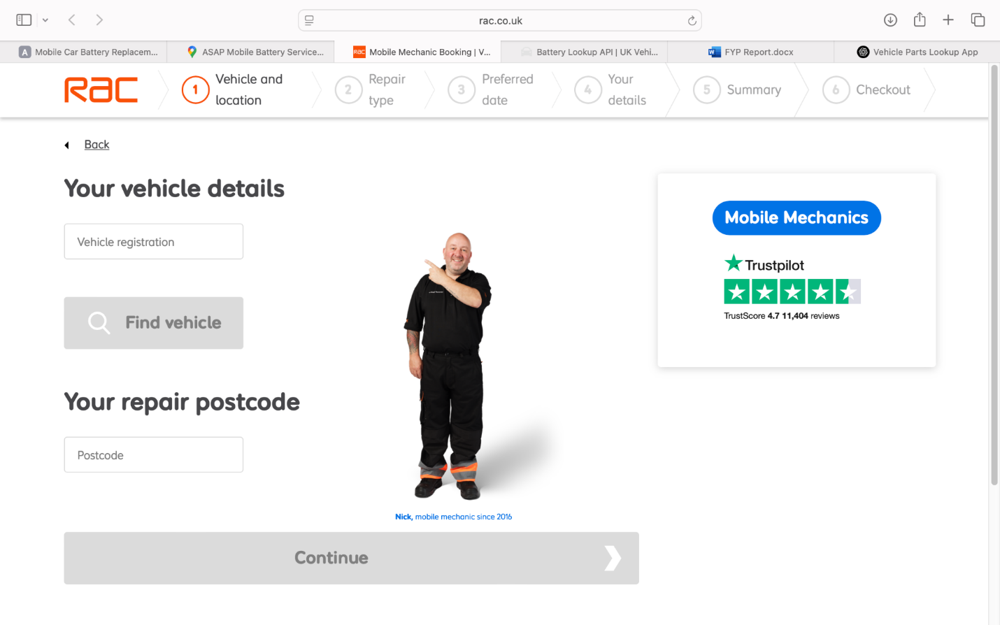 rac.co.uk
A Mobile Car Battery Replacem...
ASAP Mobile Battery Service...
RAC Mobile Mechanic Booking | V...
Battery Lookup API | UK Vehi...
W FYP Report.docx
Vehicle Parts Lookup App
RAC
1 Vehicle and location
2 Repair type
3 Preferred date
4 Your details
5 Summary
6 Checkout
Back
Your vehicle details
Vehicle registration
Find vehicle
Your repair postcode
Postcode
Nick, mobile mechanic since 2016
Continue
Mobile Mechanics
Trustpilot
TrustScore 4.7 11,404 reviews